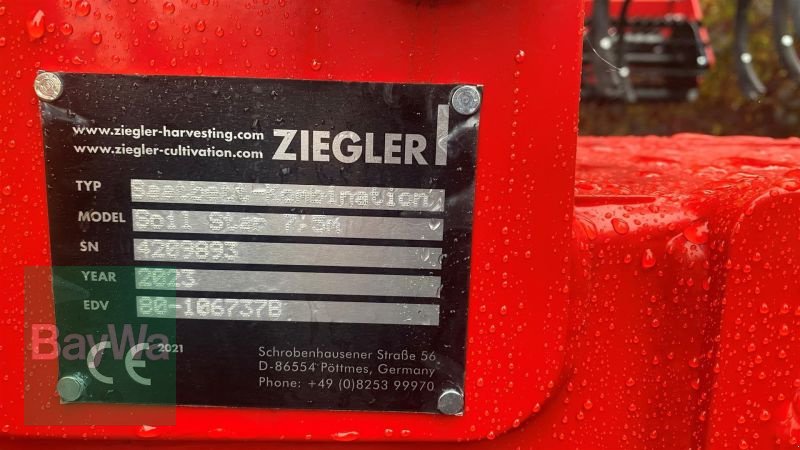 www.ziegler-harvesting.com
www.ziegler-cultivation.com
ZIEGLER
TYP Saatbett-Kombination
MODEL Soil Star 7.5M
SN 4209893
YEAR 2023
EDV 80-106737B
BayWa
CE 2021
Schrobenhausener Straße 56
D-86554 Pöttmes, Germany
Phone: +49 (0)8253 99970